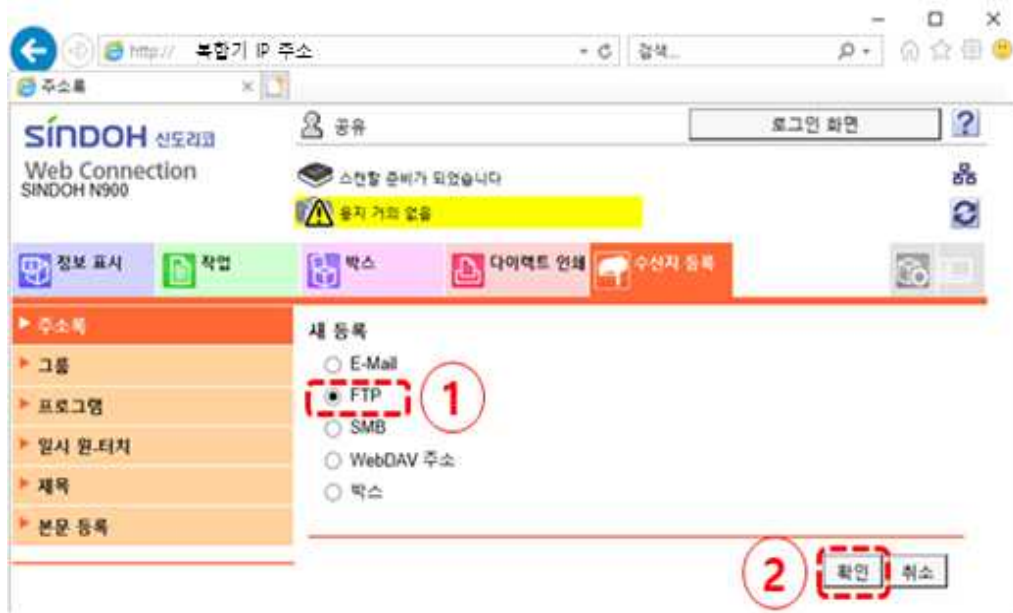 http:// 복합기 IP 주소
검색...
주소록
SINDOH 신도리코
공유
로그인 화면
?
Web Connection
SINDOH N900
스캔할 준비가 되었습니다
용지 거의 없음
정보 표시
작업
박스
다이렉트 인쇄
수신지 등록
주소록
그룹
프로그램
일시 원-터치
제목
본문 등록
새 등록
E-Mail
FTP
1
SMB
WebDAV 주소
박스
2
확인
취소